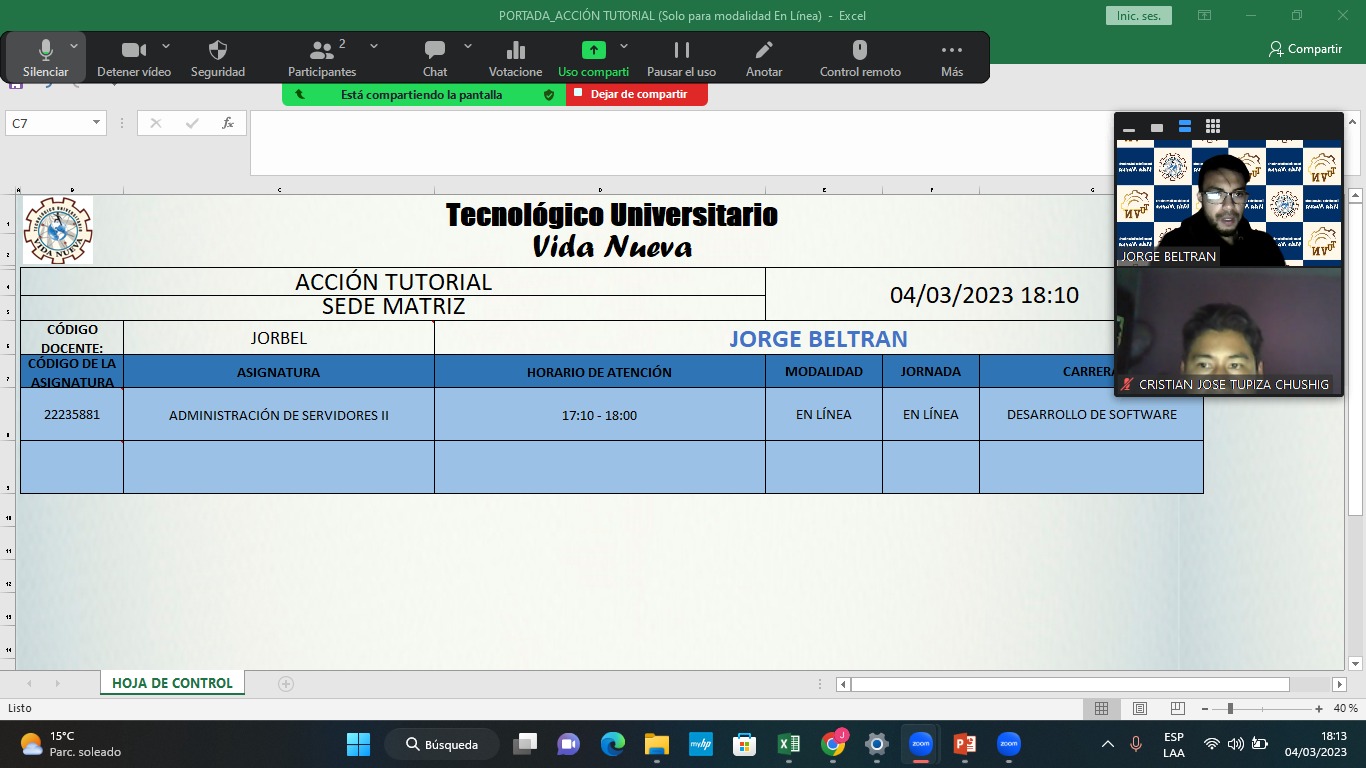 PORTADA_ACCIÓN TUTORIAL (Solo para modalidad En Línea) - Excel
Inic. ses.
Compartir
Silenciar
Detener vídeo
Seguridad
Participantes
2
Chat
Votacione
Uso comparti
Pausar el uso
Anotar
Control remoto
Más
Está compartiendo la pantalla
Dejar de compartir
C7
fx
B C D E F G
JORGE BELTRAN
CRISTIAN JOSE TUPIZA CHUSHIG
Tecnológico Universitario
Vida Nueva
ACCIÓN TUTORIAL
SEDE MATRIZ
04/03/2023 18:10
CÓDIGO DOCENTE:
JORBEL
JORGE BELTRAN
CÓDIGO DE LA ASIGNATURA
ASIGNATURA
HORARIO DE ATENCIÓN
MODALIDAD
JORNADA
CARRERA
22235881
ADMINISTRACIÓN DE SERVIDORES II
17:10 - 18:00
EN LÍNEA
EN LÍNEA
DESARROLLO DE SOFTWARE
HOJA DE CONTROL
Listo
40 %
15°C
Parc. soleado
Búsqueda
myhp
J
zoom
zoom
ESP
LAA
18:13
04/03/2023